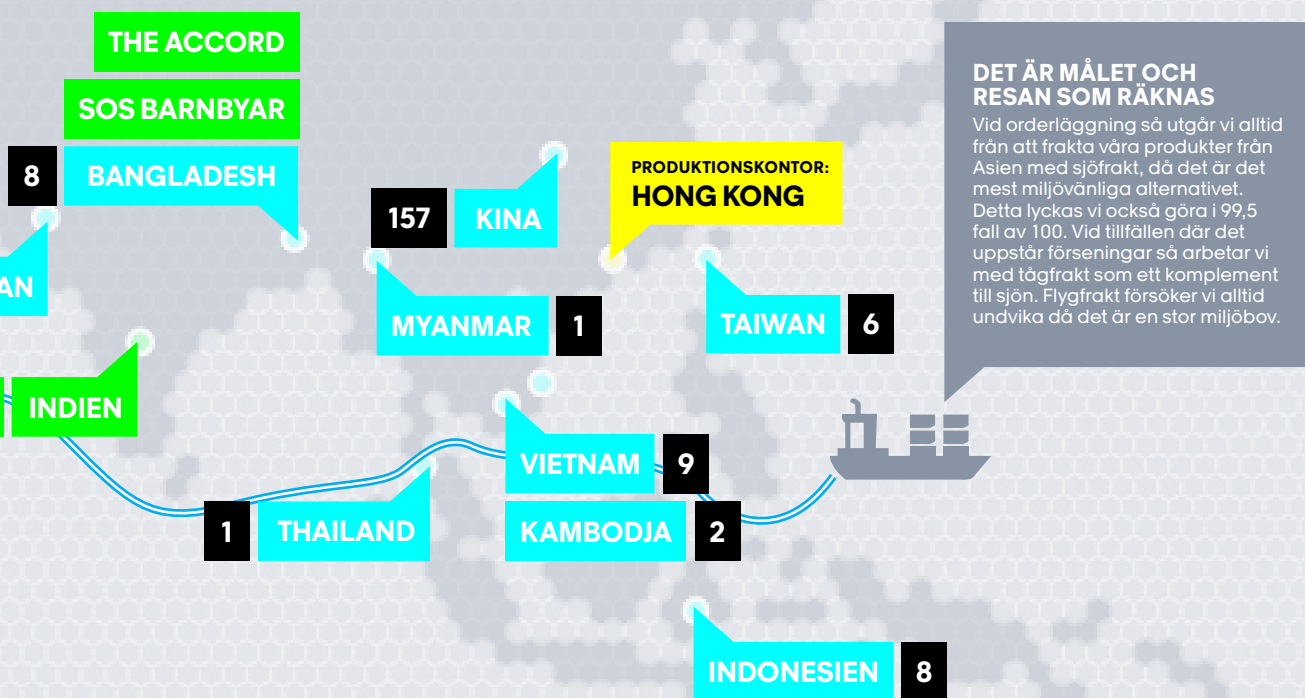 THE ACCORD
SOS BARNBYAR
8 BANGLADESH
157 KINA
PRODUKTIONSKONTOR:
HONG KONG
AN
MYANMAR 1
TAIWAN 6
INDIEN
VIETNAM 9
1 THAILAND
KAMBODJA 2
INDONESIEN 8
DET ÄR MÅLET OCH
RESAN SOM RÄKNAS
Vid orderläggning så utgår vi alltid
från att frakta våra produkter från
Asien med sjöfrakt, då det är det
mest miljövänliga alternativet.
Detta lyckas vi också göra i 99,5
fall av 100. Vid tillfällen där det
uppstår förseningar så arbetar vi
med tågfrakt som ett komplement
till sjön. Flygfrakt försöker vi alltid
undvika då det är en stor miljöbov.